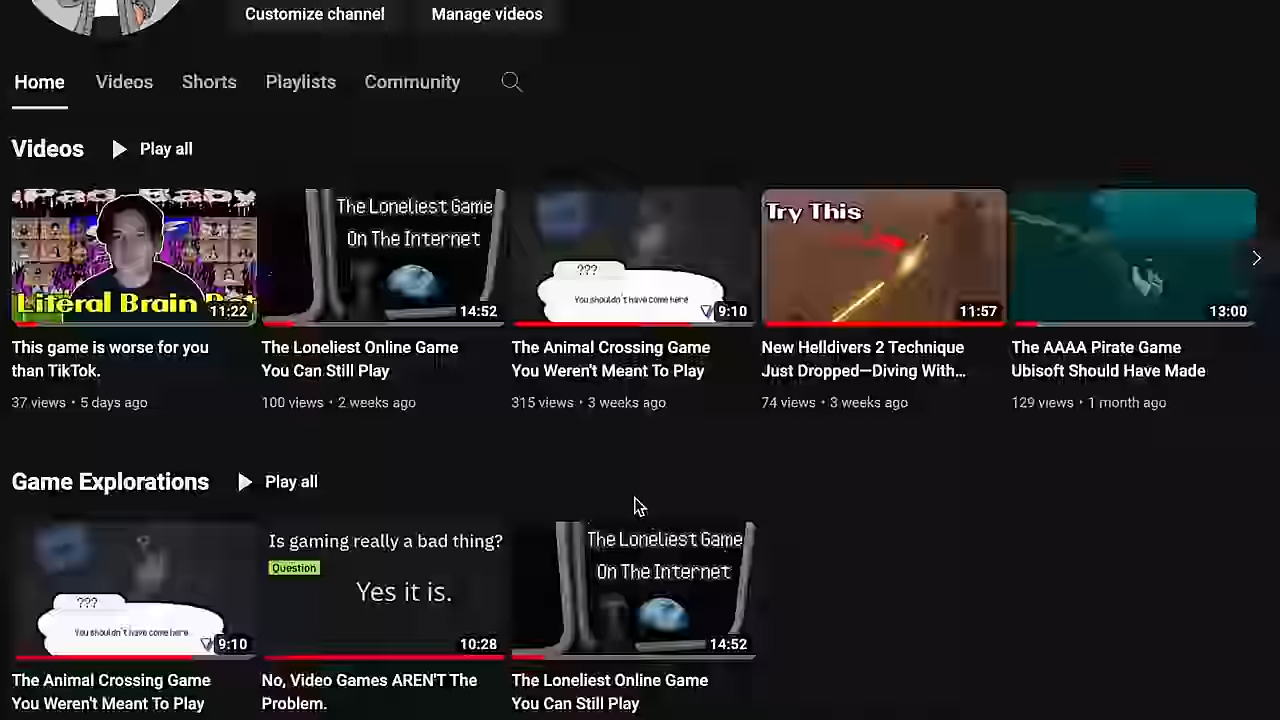 Customize channel
Manage videos
Home
Videos
Shorts
Playlists
Community
Videos
Play all
Literal Brain
11:22
The Loneliest Game
On The Internet
14:52
???
You shouldn't have come here
9:10
Try This
11:57
13:00
This game is worse for you
than TikTok.
37 views • 5 days ago
The Loneliest Online Game
You Can Still Play
100 views • 2 weeks ago
The Animal Crossing Game
You Weren't Meant To Play
315 views • 3 weeks ago
New Helldivers 2 Technique
Just Dropped—Diving With…
74 views • 3 weeks ago
The AAAA Pirate Game
Ubisoft Should Have Made
129 views • 1 month ago
Game Explorations
Play all
???
You shouldn't have come here
9:10
Is gaming really a bad thing?
Question
Yes it is.
10:28
The Loneliest Game
On The Internet
14:52
The Animal Crossing Game
You Weren't Meant To Play
No, Video Games AREN'T The
Problem.
The Loneliest Online Game
You Can Still Play